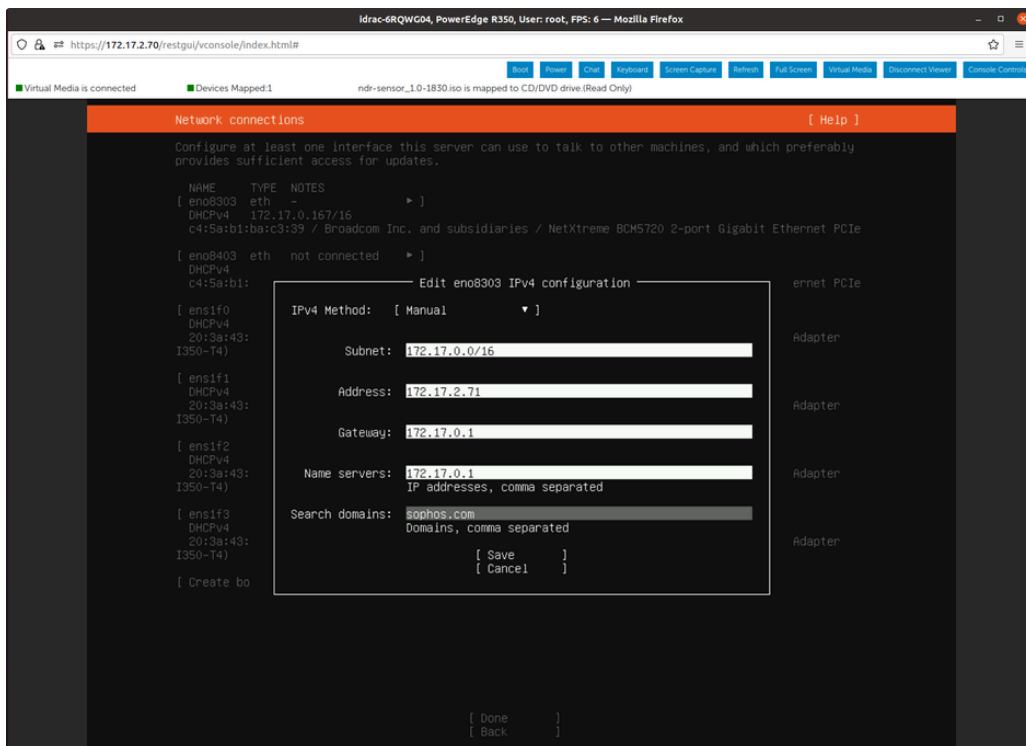 idrac-6RQWG04, PowerEdge R350, User: root, FPS: 6 — Mozilla Firefox
https://172.17.2.70/restgui/vconsole/index.html#
Boot Power Chat Keyboard Screen Capture Refresh Full Screen Virtual Media Disconnect Viewer Console Controls
Virtual Media is connected Devices Mapped:1 ndr-sensor_1.0-1830.iso is mapped to CD/DVD drive.(Read Only)
Network connections [ Help ]
Configure at least one interface this server can use to talk to other machines, and which preferably
provides sufficient access for updates.
NAME TYPE NOTES
[ eno8303 eth - ▸ ]
DHCPv4 172.17.0.167/16
c4:5a:b1:ba:c3:39 / Broadcom Inc. and subsidiaries / NetXtreme BCM5720 2-port Gigabit Ethernet PCIe
[ eno8403 eth not connected ▸ ]
DHCPv4
c4:5a:b1: Edit eno8303 IPv4 configuration ernet PCIe
[ ens1f0 IPv4 Method: [ Manual ▾ ]
DHCPv4
20:3a:43: Adapter
I350-T4) Subnet: 172.17.0.0/16
[ ens1f1
DHCPv4 Address: 172.17.2.71
20:3a:43: Adapter
I350-T4)
Gateway: 172.17.0.1
[ ens1f2
DHCPv4
20:3a:43: Name servers: 172.17.0.1 Adapter
I350-T4) IP addresses, comma separated
[ ens1f3 Search domains: sophos.com
DHCPv4 Domains, comma separated
20:3a:43: Adapter
I350-T4) [ Save ]
[ Cancel ]
[ Create bo
[ Done ]
[ Back ]